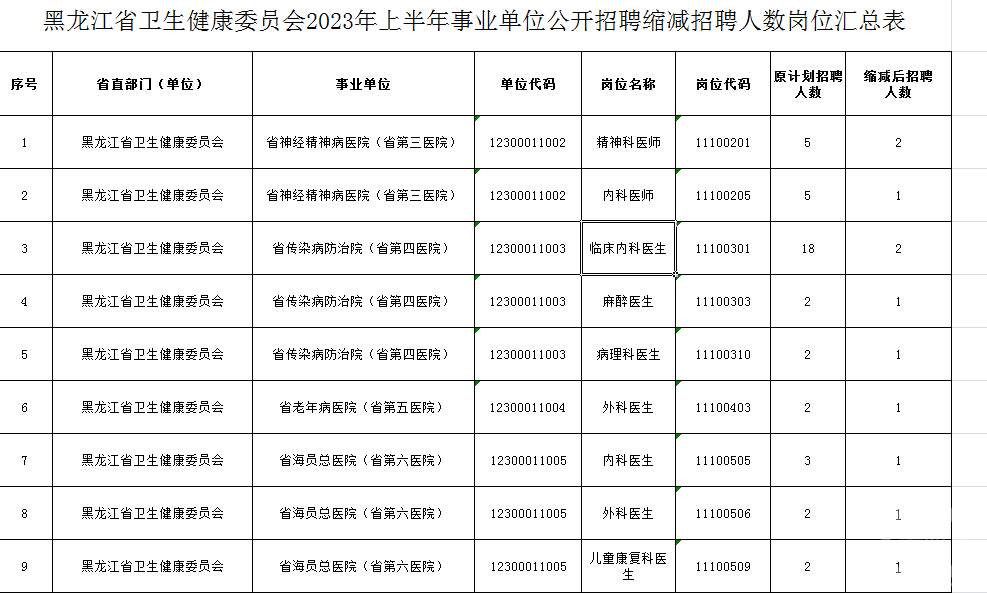 黑龙江省卫生健康委员会2023年上半年事业单位公开招聘缩减招聘人数岗位汇总表
序号 省直部门（单位） 事业单位 单位代码 岗位名称 岗位代码 原计划招聘人数 缩减后招聘人数
1 黑龙江省卫生健康委员会 省神经精神病医院（省第三医院） 12300011002 精神科医师 11100201 5 2
2 黑龙江省卫生健康委员会 省神经精神病医院（省第三医院） 12300011002 内科医师 11100205 5 1
3 黑龙江省卫生健康委员会 省传染病防治院（省第四医院） 12300011003 临床内科医生 11100301 18 2
4 黑龙江省卫生健康委员会 省传染病防治院（省第四医院） 12300011003 麻醉医生 11100303 2 1
5 黑龙江省卫生健康委员会 省传染病防治院（省第四医院） 12300011003 病理科医生 11100310 2 1
6 黑龙江省卫生健康委员会 省老年病医院（省第五医院） 12300011004 外科医生 11100403 2 1
7 黑龙江省卫生健康委员会 省海员总医院（省第六医院） 12300011005 内科医生 11100505 3 1
8 黑龙江省卫生健康委员会 省海员总医院（省第六医院） 12300011005 外科医生 11100506 2 1
9 黑龙江省卫生健康委员会 省海员总医院（省第六医院） 12300011005 儿童康复科医生 11100509 2 1